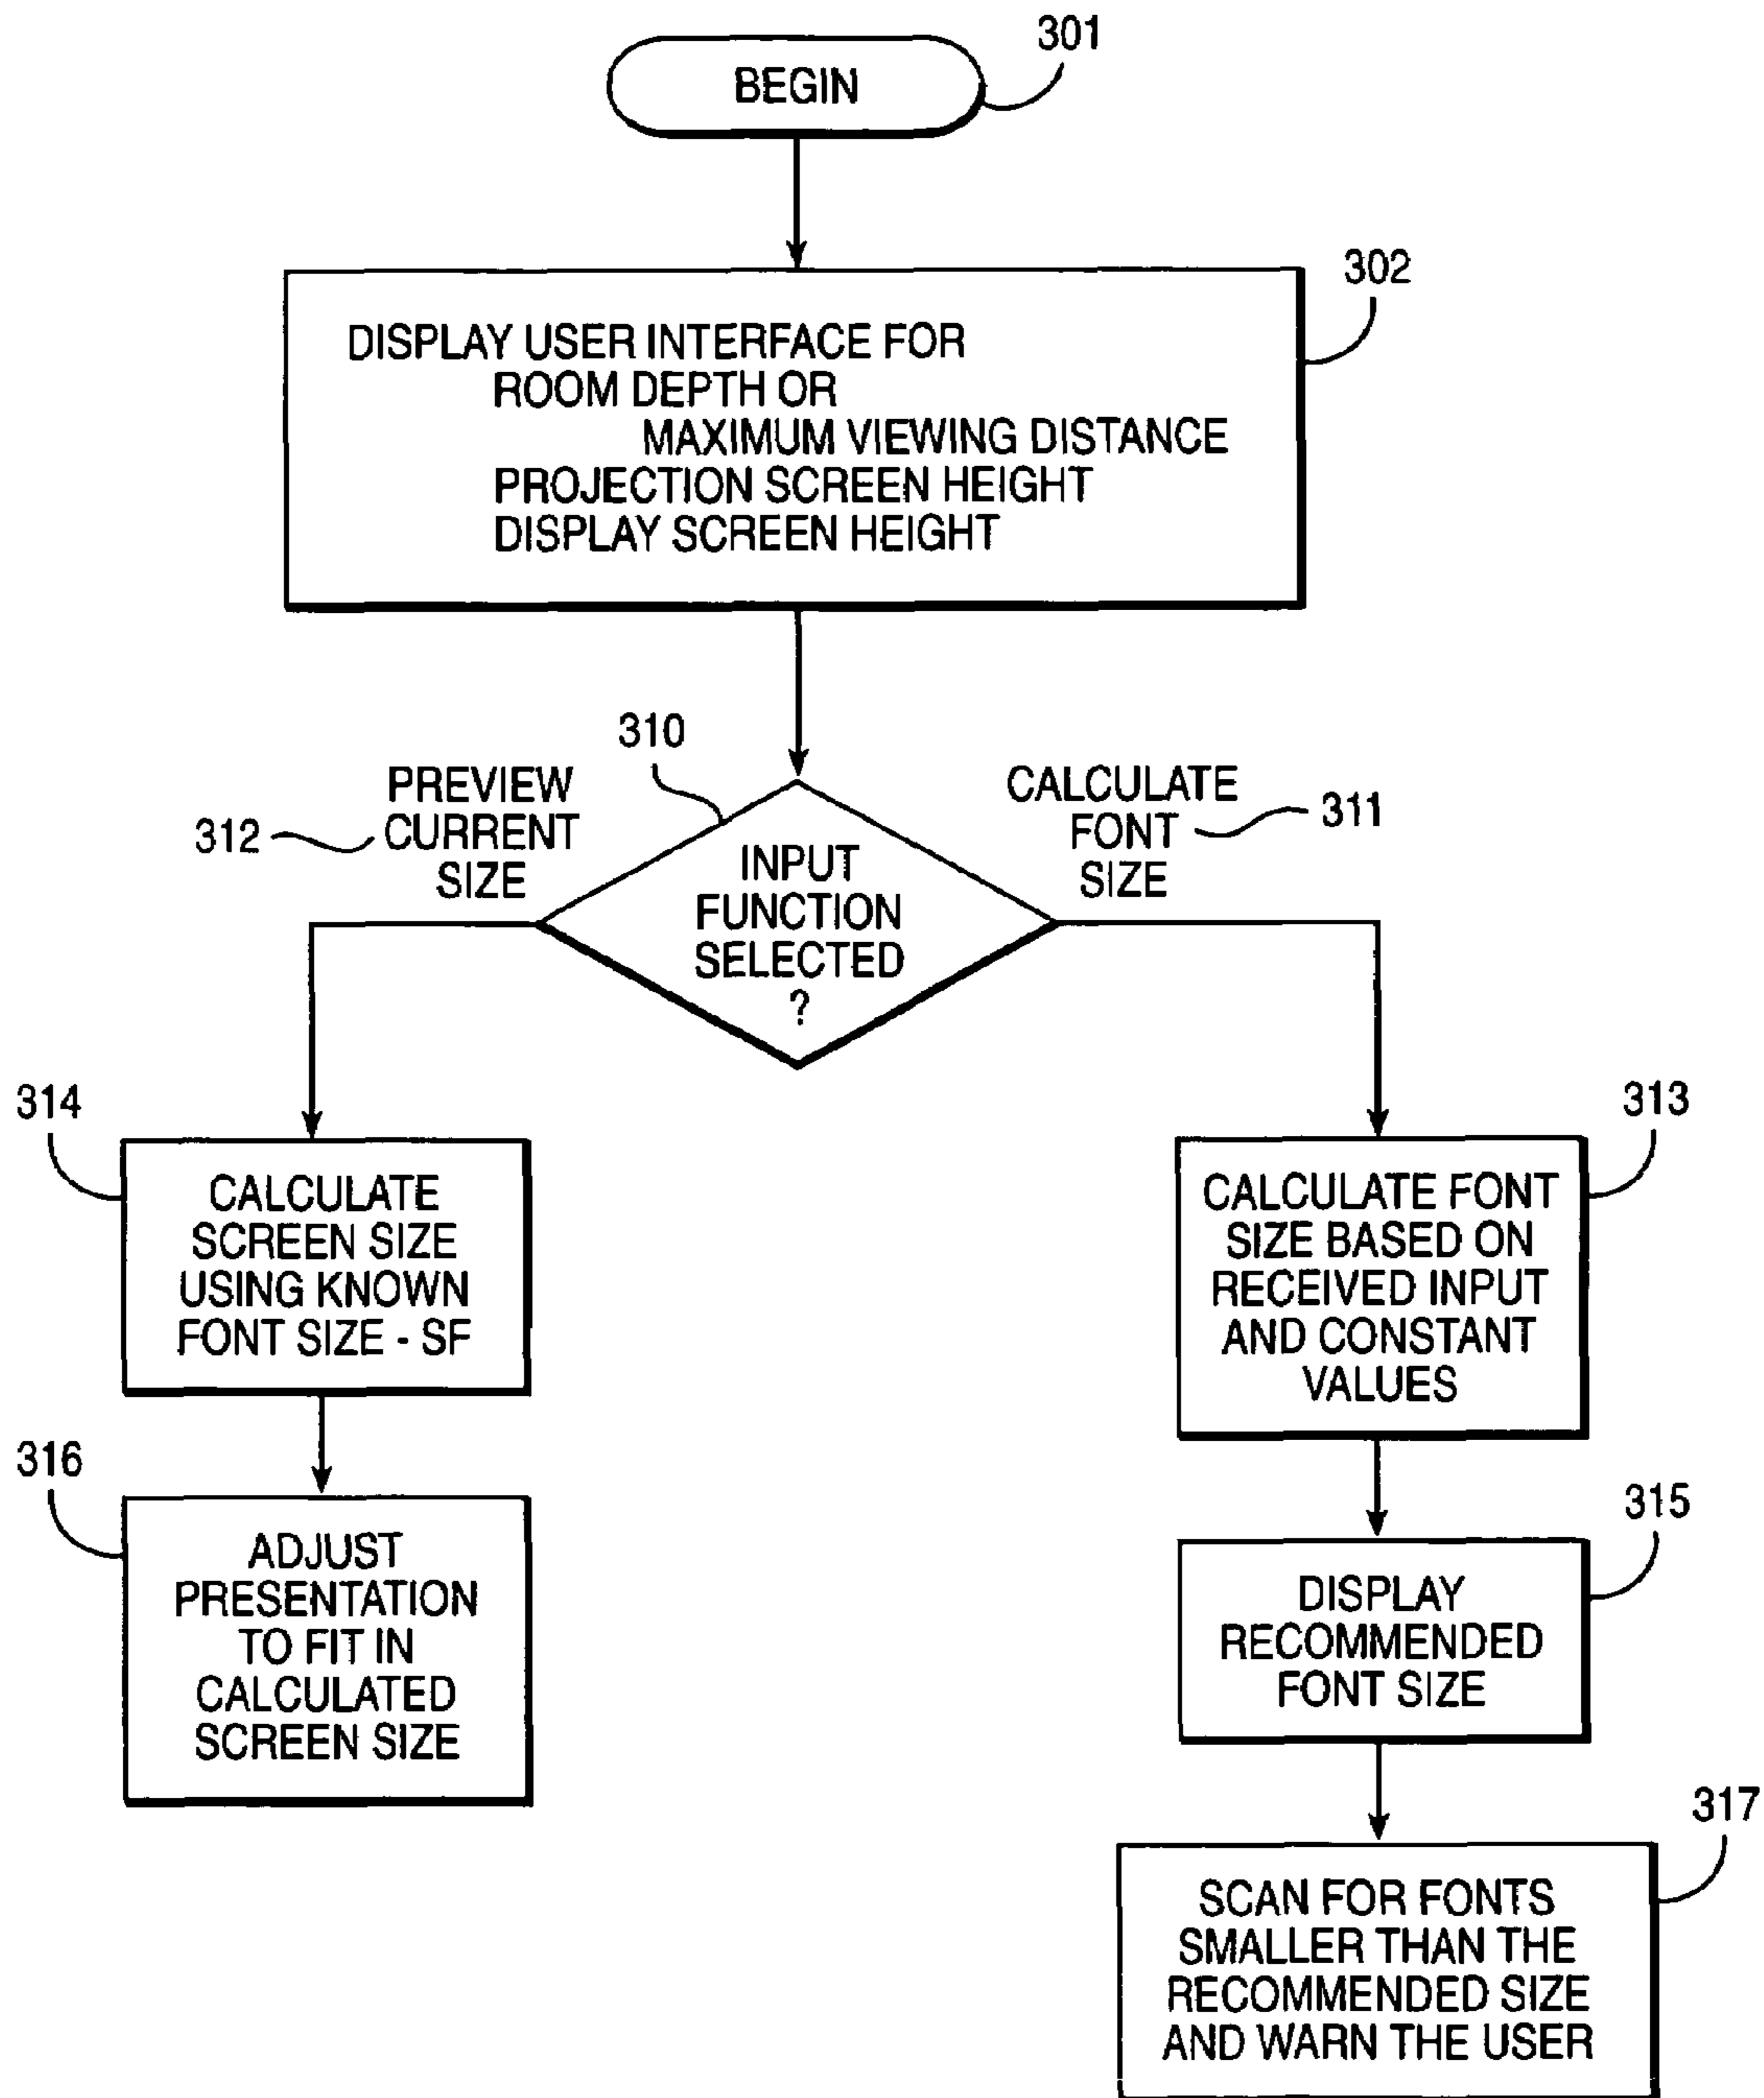 301
BEGIN
302
DISPLAY USER INTERFACE FOR
ROOM DEPTH OR
MAXIMUM VIEWING DISTANCE
PROJECTION SCREEN HEIGHT
DISPLAY SCREEN HEIGHT
310
PREVIEW
CURRENT
SIZE
312
CALCULATE
FONT
SIZE
311
INPUT
FUNCTION
SELECTED
?
314
CALCULATE
SCREEN SIZE
USING KNOWN
FONT SIZE - SF
316
ADJUST
PRESENTATION
TO FIT IN
CALCULATED
SCREEN SIZE
313
CALCULATE FONT
SIZE BASED ON
RECEIVED INPUT
AND CONSTANT
VALUES
315
DISPLAY
RECOMMENDED
FONT SIZE
317
SCAN FOR FONTS
SMALLER THAN THE
RECOMMENDED SIZE
AND WARN THE USER